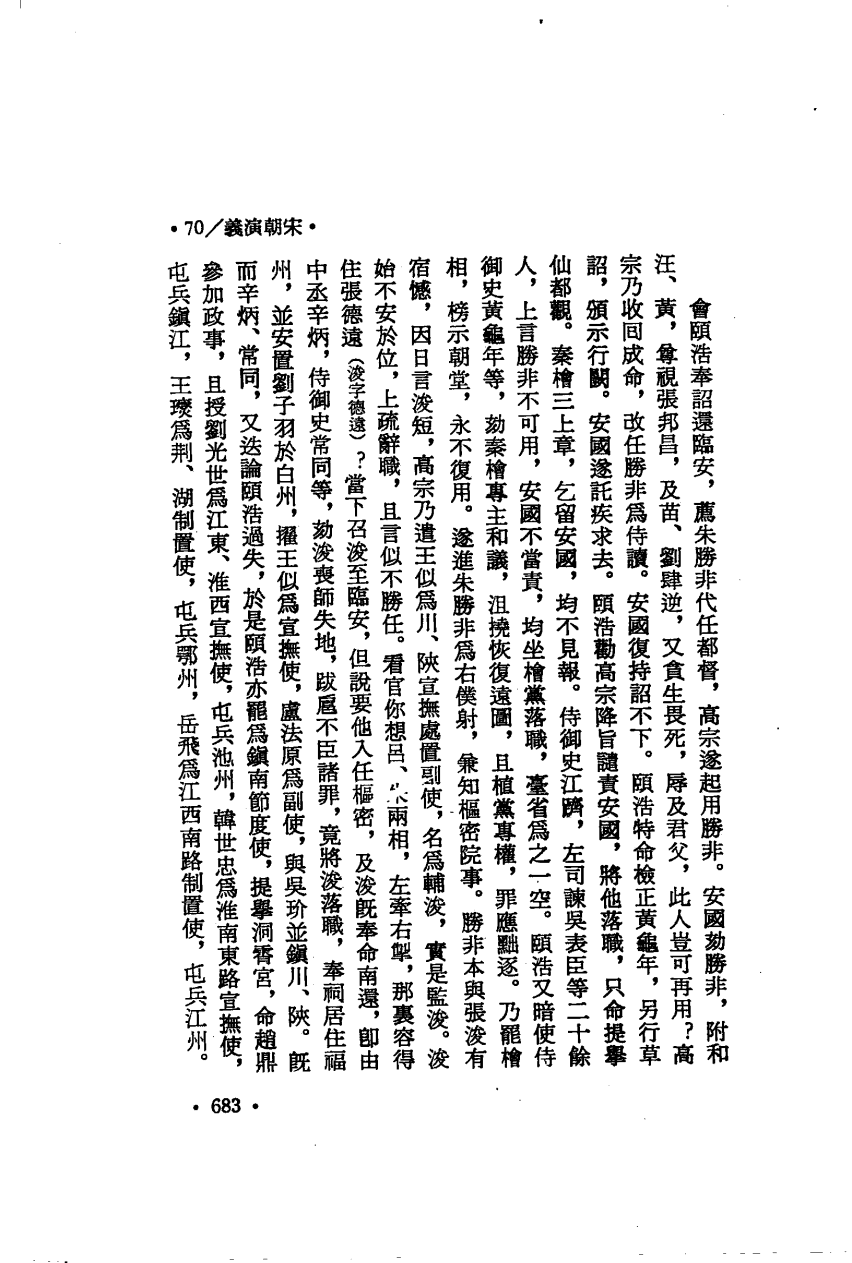 •宋朝演義/70•
會頤浩奉詔還臨安，薦朱勝非代任都督，高宗遂起用勝非。安國劾勝非，附和
汪、黃，尊視張邦昌，及苗、劉肆逆，又貪生畏死，辱及君父，此人豈可再用？高
宗乃收回成命，改任勝非爲侍讀。安國復持詔不下。頤浩特命檢正黃龜年，另行草
詔，頒示行闕。安國遂託疾求去。頤浩勸高宗降旨譴責安國，將他落職，只命提舉
仙都觀。秦檜三上章，乞留安國，均不見報。侍御史江躋，左司諫吳表臣等二十餘
人，上言勝非不可用，安國不當責，均坐檜黨落職，臺省爲之一空。頤浩又暗使侍
御史黃龜年等，劾秦檜專主和議，沮撓恢復遠圖，且植黨專權，罪應黜逐。乃罷檜
相，榜示朝堂，永不復用。遂進朱勝非爲右僕射，兼知樞密院事。勝非本與張浚有
宿憾，因日言浚短，高宗乃遣王似爲川、陝宣撫處置副使，名爲輔浚，實是監浚。浚
始不安於位，上疏辭職，且言似不勝任。看官你想呂、兩相，左牽右掣，那裏容得
住張德遠（浚字德遠）？當下召浚至臨安，但說要他入任樞密，及浚既奉命南還，卽由
中丞辛炳，侍御史常同等，劾浚喪師失地，跋扈不臣諸罪，竟將浚落職，奉祠居住福
州，並安置劉子羽於白州，擢王似爲宣撫使，盧法原爲副使，與吳玠並鎭川、陝。既
而辛炳、常同，又迭論頤浩過失，於是頤浩亦罷爲鎭南節度使，提舉洞霄宮，命趙鼎
參加政事，且授劉光世爲江東、淮西宣撫使，屯兵池州，韓世忠爲淮南東路宣撫使，
屯兵鎭江，王𤫉爲荆、湖制置使，屯兵鄂州，岳飛爲江西南路制置使，屯兵江州。
•683•